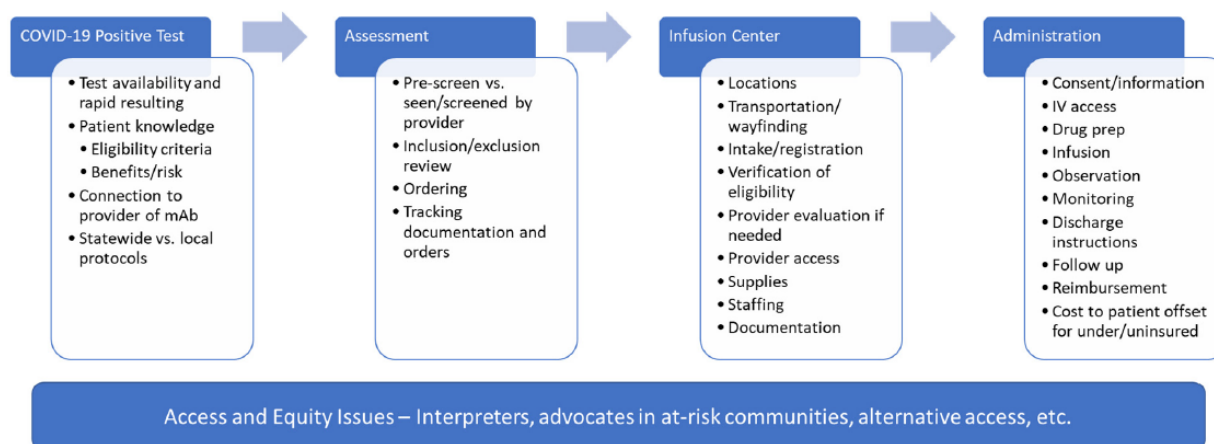 COVID-19 Positive Test
• Test availability and
rapid resulting
• Patient knowledge
• Eligibility criteria
• Benefits/risk
• Connection to
provider of mAb
• Statewide vs. local
protocols
Assessment
• Pre-screen vs.
seen/screened by
provider
• Inclusion/exclusion
review
• Ordering
• Tracking
documentation and
orders
Infusion Center
• Locations
• Transportation/
wayfinding
• Intake/registration
• Verification of
eligibility
• Provider evaluation if
needed
• Provider access
• Supplies
• Staffing
• Documentation
Administration
• Consent/information
• IV access
• Drug prep
• Infusion
• Observation
• Monitoring
• Discharge
instructions
• Follow up
• Reimbursement
• Cost to patient offset
for under/uninsured
Access and Equity Issues – Interpreters, advocates in at-risk communities, alternative access, etc.